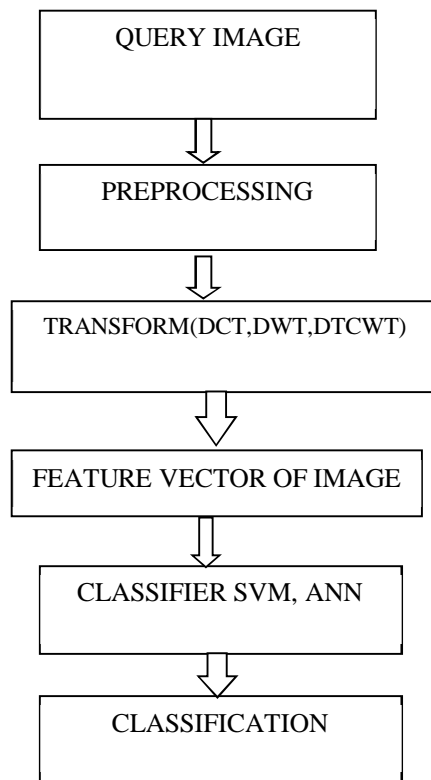 QUERY IMAGE
PREPROCESSING
TRANSFORM(DCT,DWT,DTCWT)
FEATURE VECTOR OF IMAGE
CLASSIFIER SVM, ANN
CLASSIFICATION